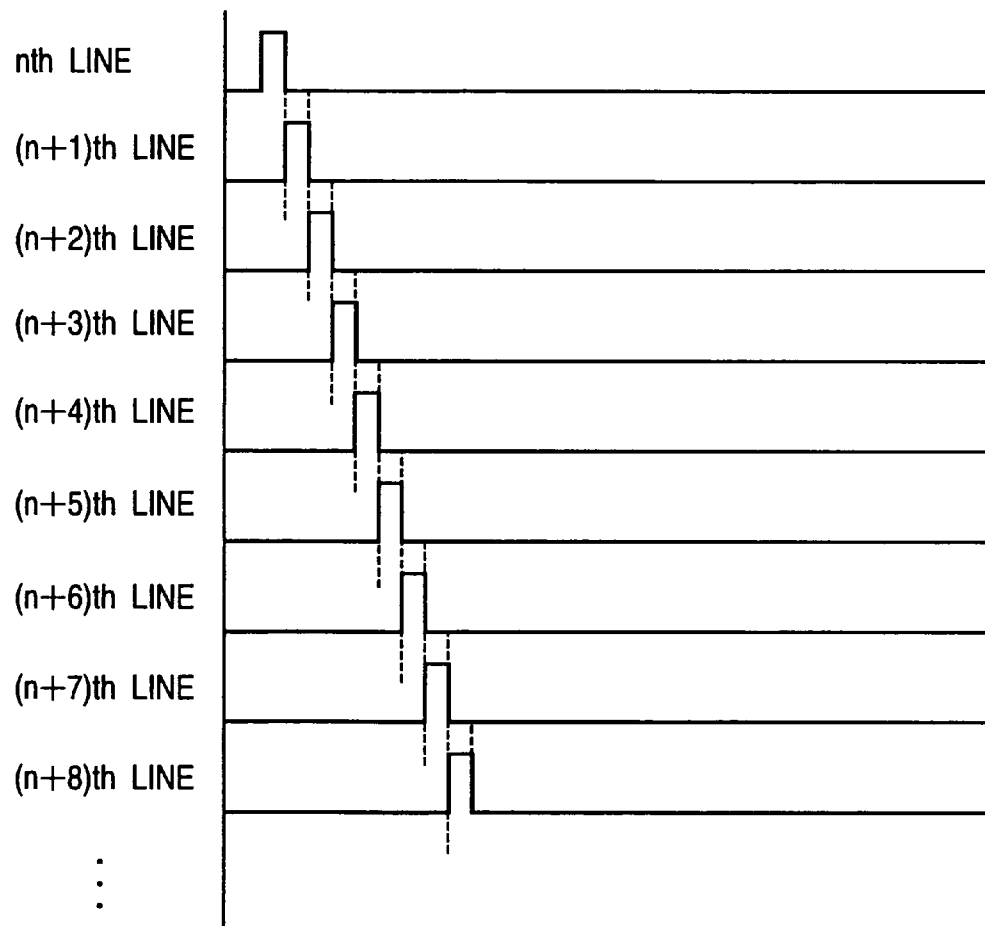 nth LINE
(n+1)th LINE
(n+2)th LINE
(n+3)th LINE
(n+4)th LINE
(n+5)th LINE
(n+6)th LINE
(n+7)th LINE
(n+8)th LINE